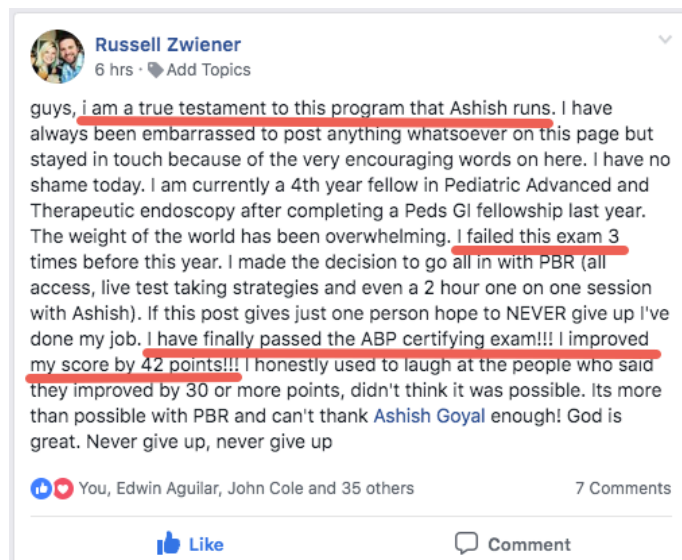 Russell Zwiener
6 hrs · Add Topics
guys, i am a true testament to this program that Ashish runs. I have
always been embarrassed to post anything whatsoever on this page but
stayed in touch because of the very encouraging words on here. I have no
shame today. I am currently a 4th year fellow in Pediatric Advanced and
Therapeutic endoscopy after completing a Peds GI fellowship last year.
The weight of the world has been overwhelming. I failed this exam 3
times before this year. I made the decision to go all in with PBR (all
access, live test taking strategies and even a 2 hour one on one session
with Ashish). If this post gives just one person hope to NEVER give up I've
done my job. I have finally passed the ABP certifying exam!!! I improved
my score by 42 points!!! I honestly used to laugh at the people who said
they improved by 30 or more points, didn't think it was possible. Its more
than possible with PBR and can't thank Ashish Goyal enough! God is
great. Never give up, never give up
You, Edwin Aguilar, John Cole and 35 others 7 Comments
Like Comment